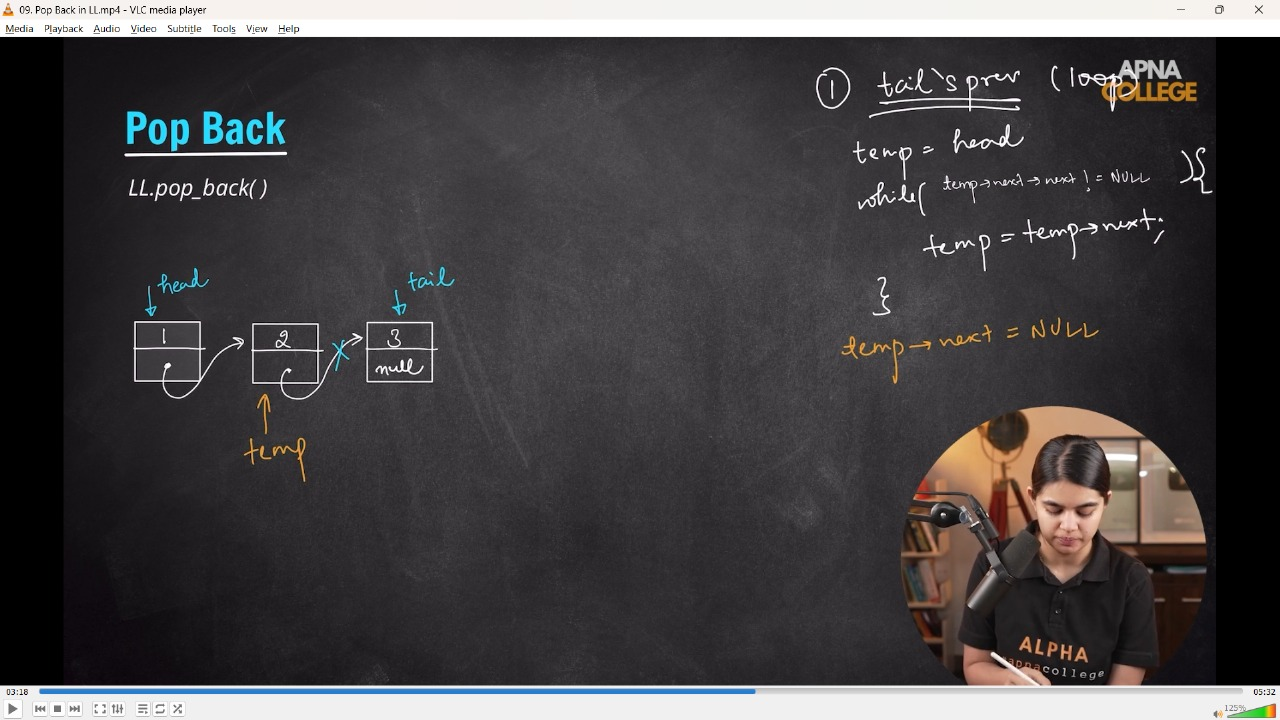 09. Pop Back in LL.mp4 - VLC media player
Media Playback Audio Video Subtitle Tools View Help
APNA
COLLEGE
① tail's prev (loop)
Pop Back
LL.pop_back( )
temp = head
while( temp→next→next != NULL ){
temp = temp→next;
}
temp→next = NULL
head
tail
1
2
3
null
temp
ALPHA
apnacollege
03:18
05:32
125%